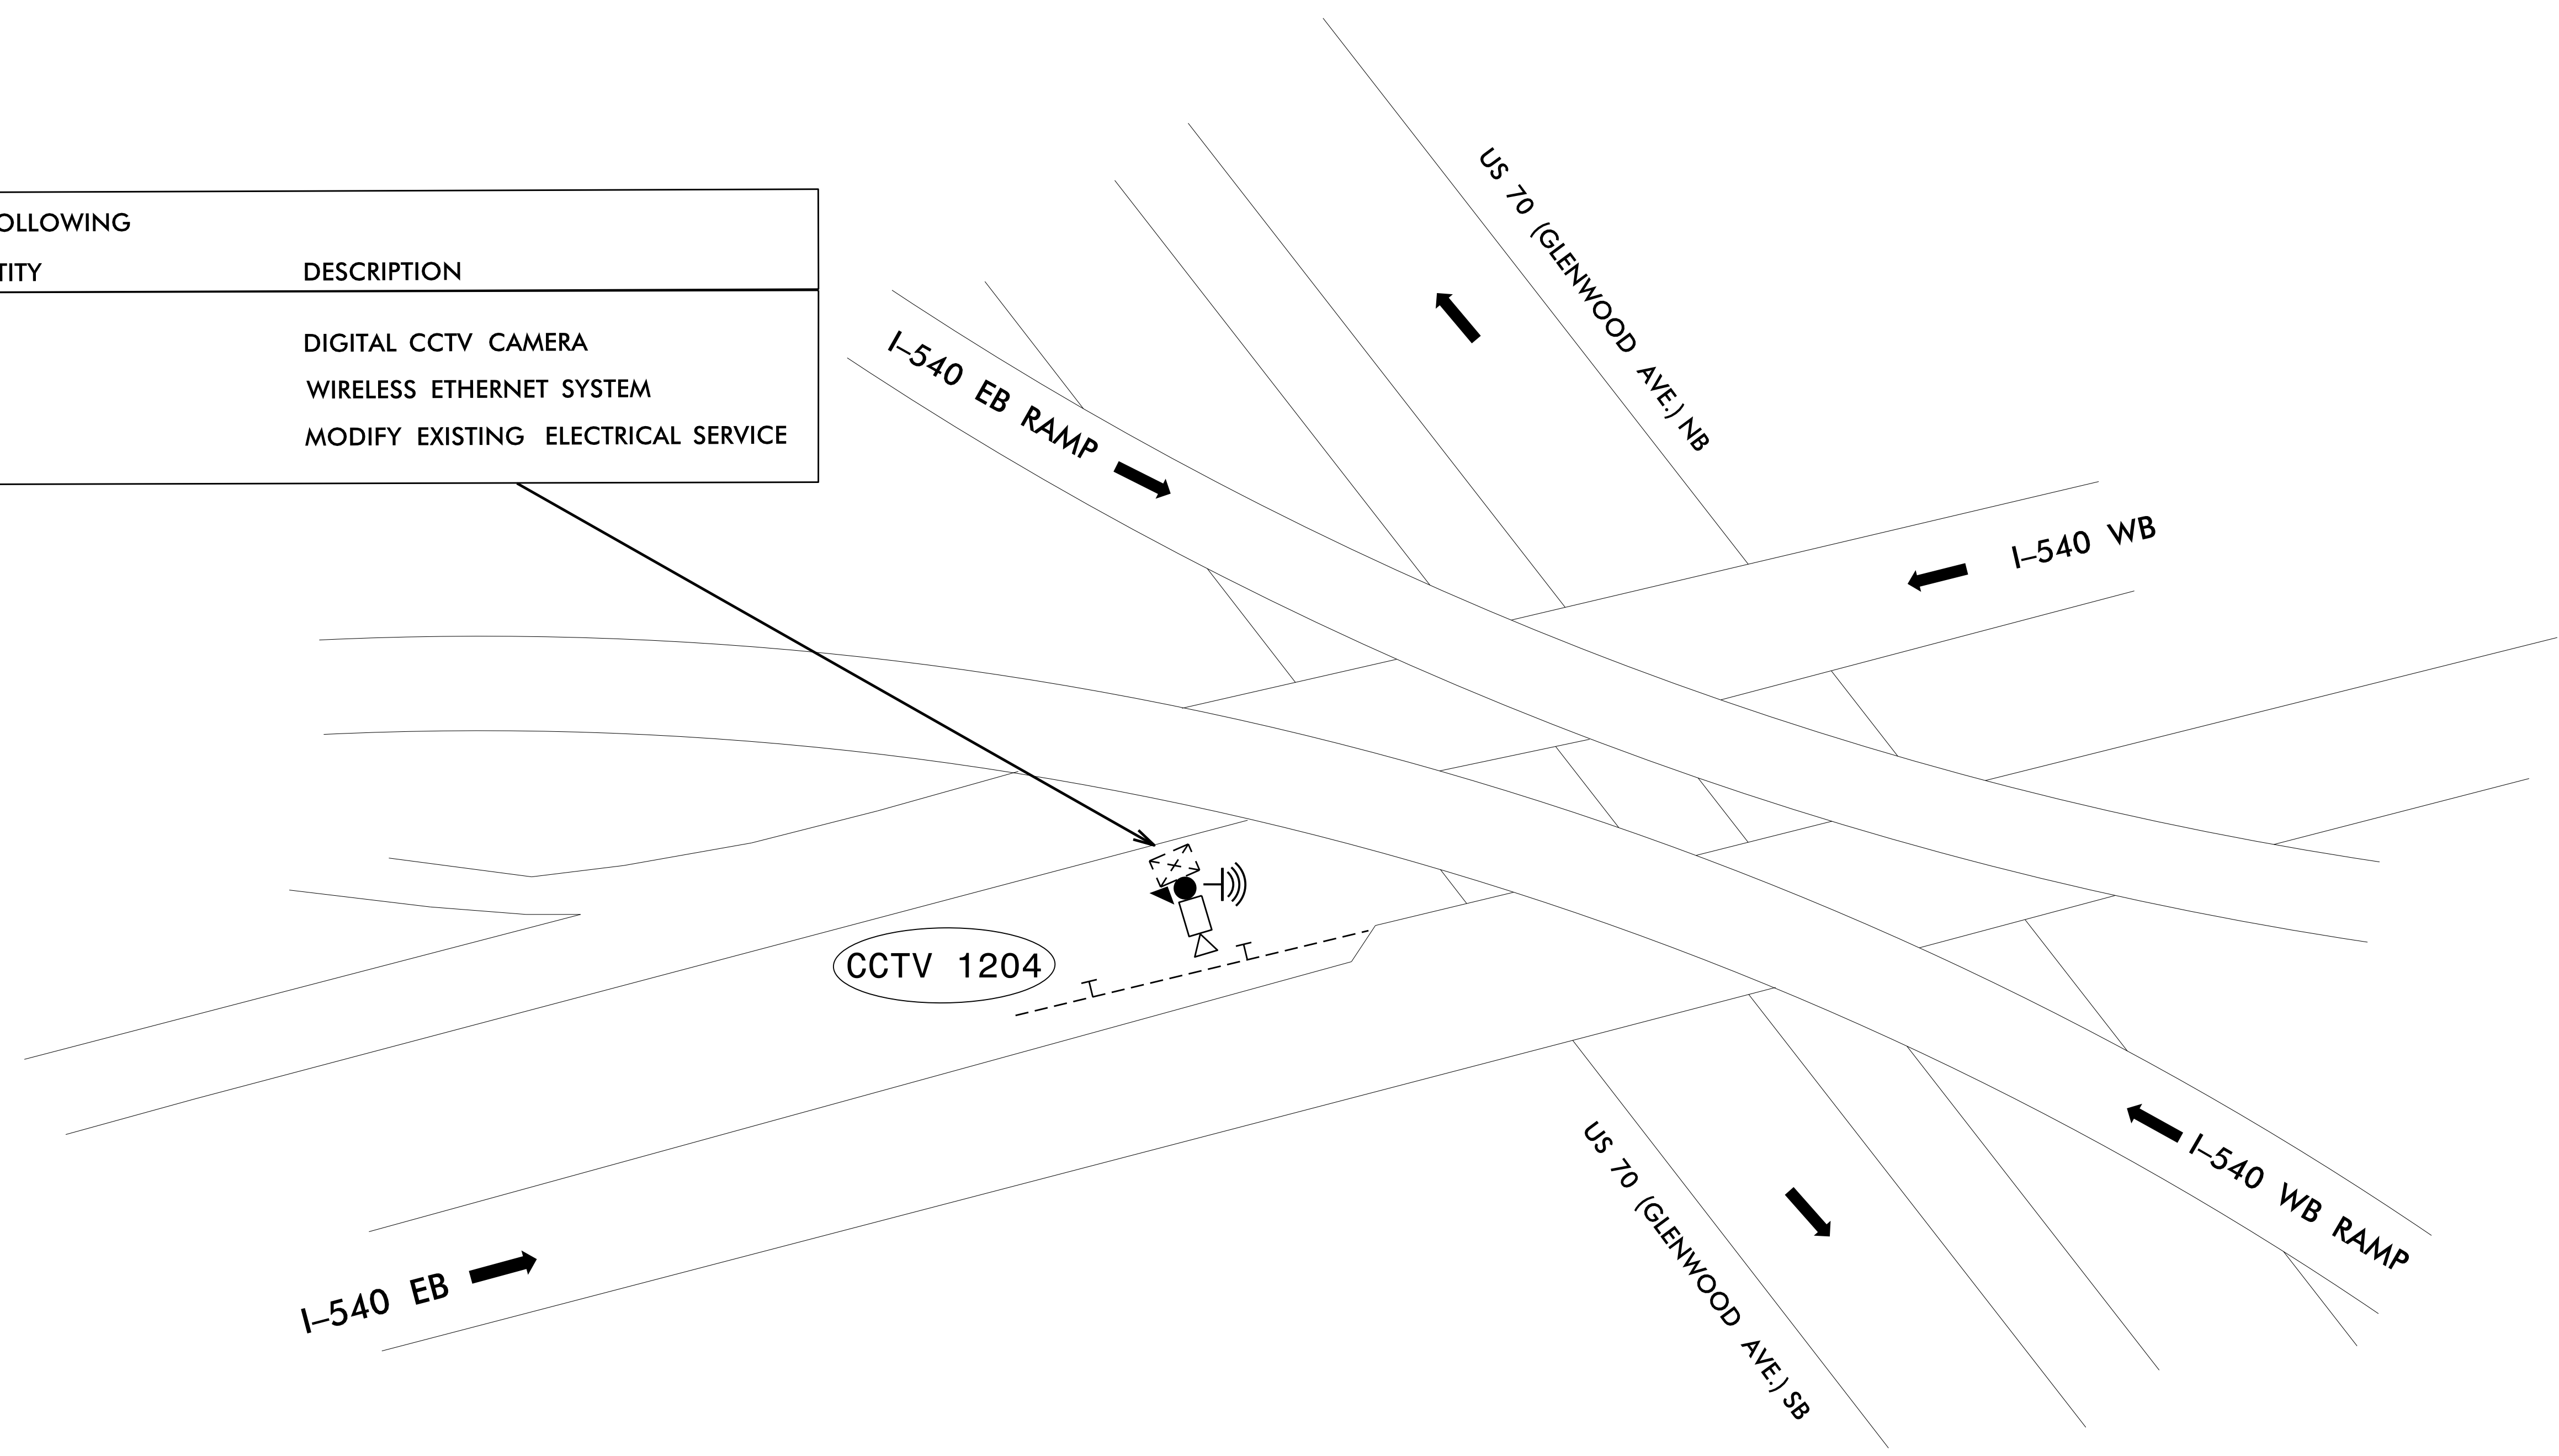 OLLOWING
TITY DESCRIPTION
DIGITAL CCTV CAMERA
WIRELESS ETHERNET SYSTEM
MODIFY EXISTING ELECTRICAL SERVICE
US 70 (GLENWOOD AVE.) NB
I-540 EB RAMP
I-540 WB
CCTV 1204
I-540 EB
US 70 (GLENWOOD AVE.) SB
I-540 WB RAMP